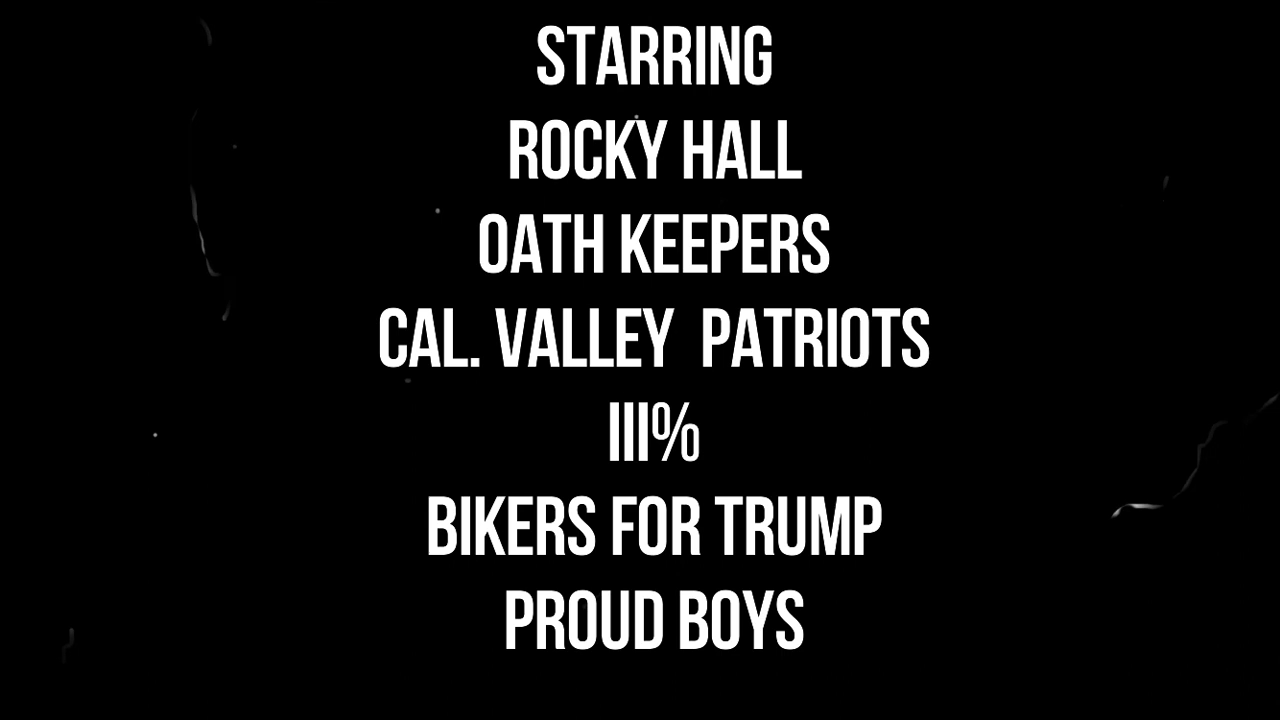 STARRING
ROCKY HALL
OATH KEEPERS
CAL. VALLEY PATRIOTS
III%
BIKERS FOR TRUMP
PROUD BOYS